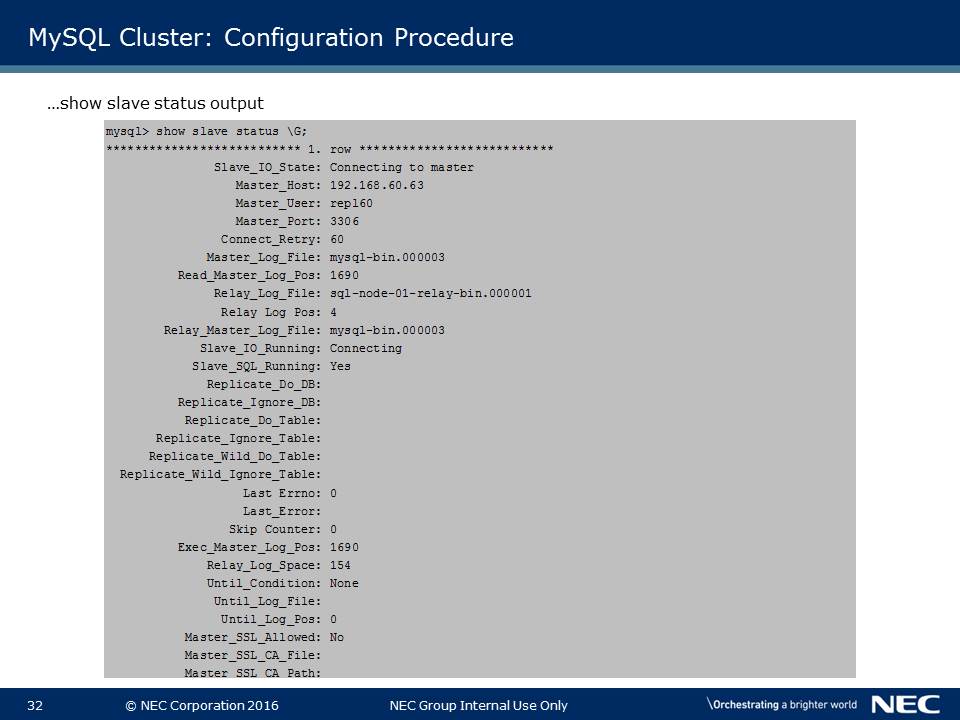 MySQL Cluster: Configuration Procedure
…show slave status output
mysql> show slave status \G;
*************************** 1. row ***************************
Slave_IO_State: Connecting to master
Master_Host: 192.168.60.63
Master_User: repl60
Master_Port: 3306
Connect_Retry: 60
Master_Log_File: mysql-bin.000003
Read_Master_Log_Pos: 1690
Relay_Log_File: sql-node-01-relay-bin.000001
Relay Log Pos: 4
Relay_Master_Log_File: mysql-bin.000003
Slave_IO_Running: Connecting
Slave_SQL_Running: Yes
Replicate_Do_DB:
Replicate_Ignore_DB:
Replicate_Do_Table:
Replicate_Ignore_Table:
Replicate_Wild_Do_Table:
Replicate_Wild_Ignore_Table:
Last Errno: 0
Last_Error:
Skip Counter: 0
Exec_Master_Log_Pos: 1690
Relay_Log_Space: 154
Until_Condition: None
Until_Log_File:
Until_Log_Pos: 0
Master_SSL_Allowed: No
Master_SSL_CA_File:
Master SSL CA Path:
32 © NEC Corporation 2016 NEC Group Internal Use Only \Orchestrating a brighter world NEC